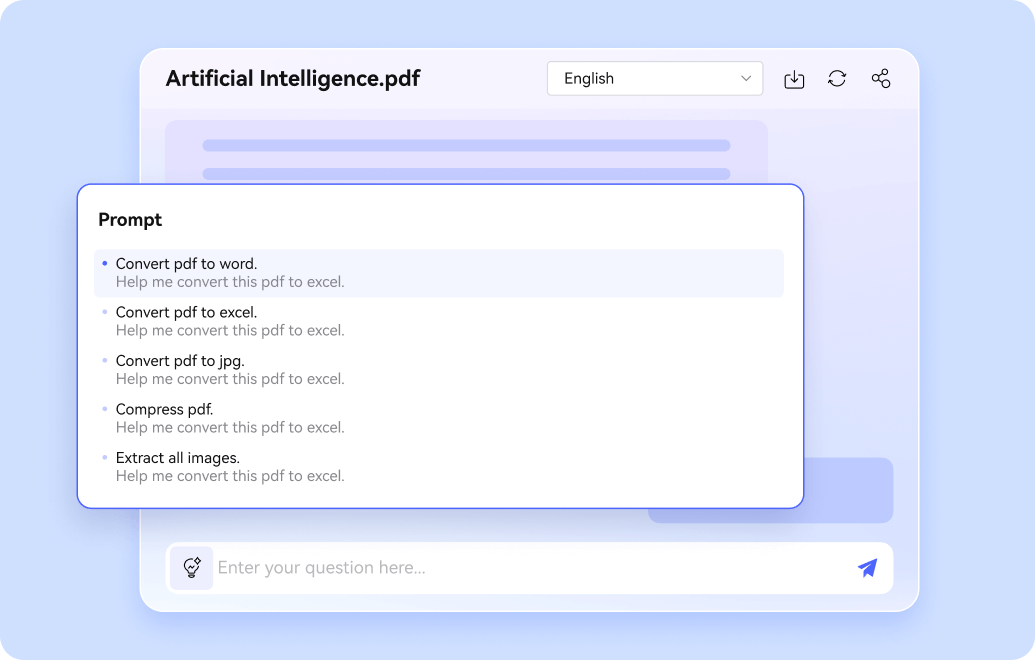 Artificial Intelligence.pdf
English
Prompt
Convert pdf to word.
Help me convert this pdf to excel.
Convert pdf to excel.
Help me convert this pdf to excel.
Convert pdf to jpg.
Help me convert this pdf to excel.
Compress pdf.
Help me convert this pdf to excel.
Extract all images.
Help me convert this pdf to excel.
Enter your question here...